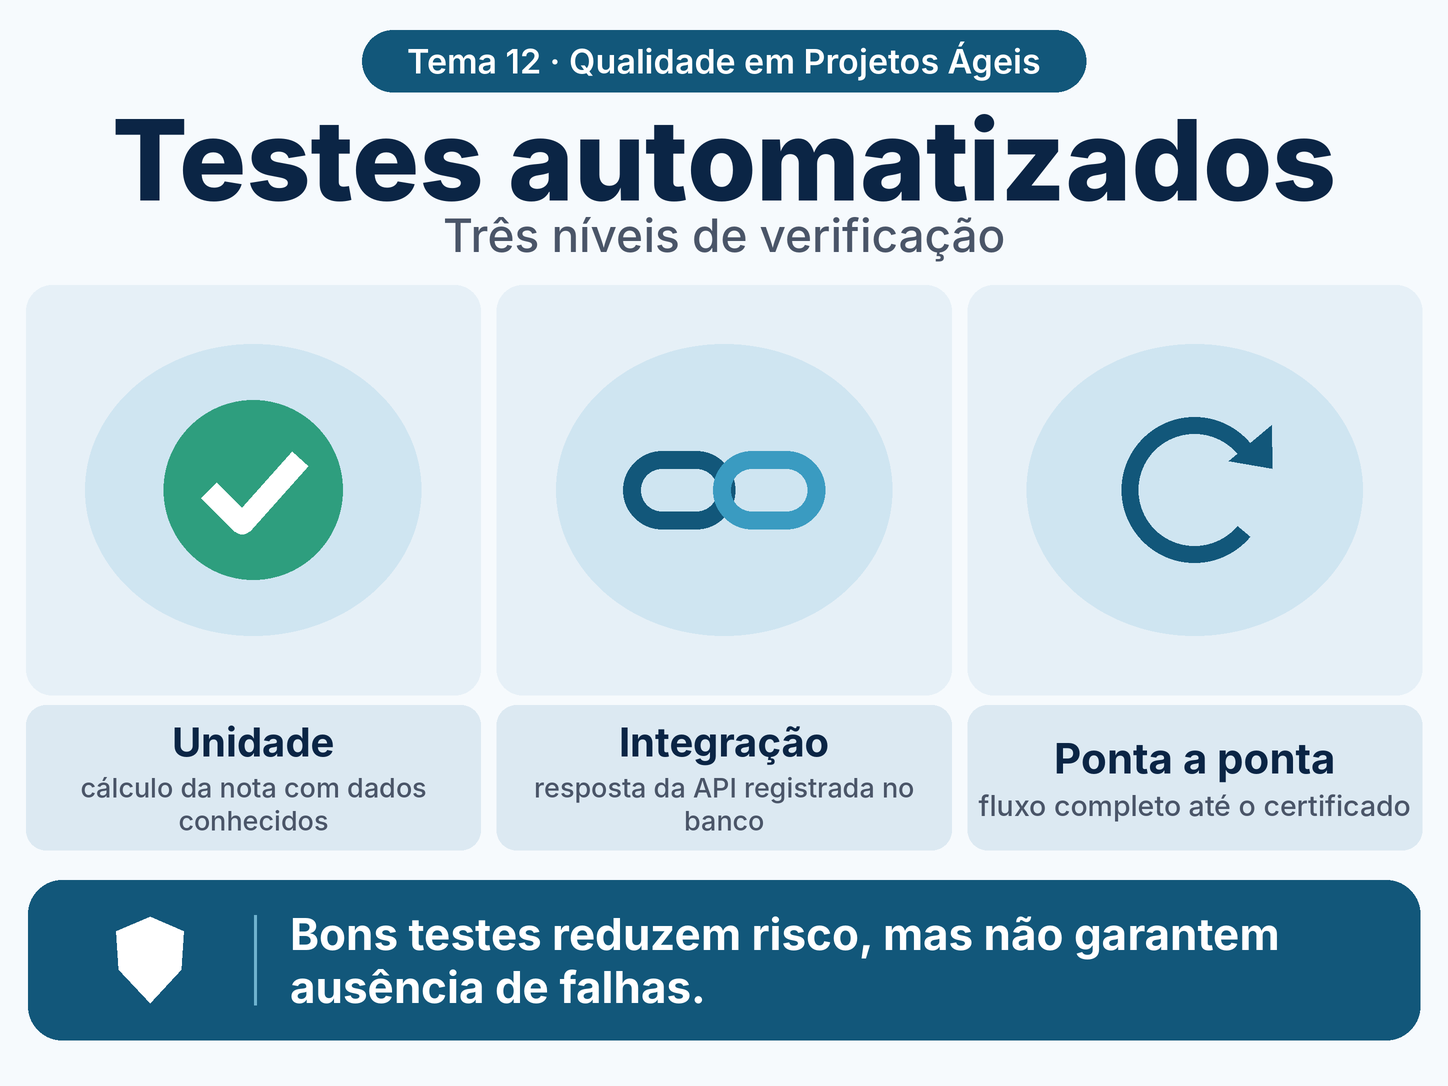 Tema 12 · Qualidade em Projetos Ágeis
Testes automatizados
Três níveis de verificação
Unidade
cálculo da nota com dados
conhecidos
Integração
resposta da API registrada no
banco
Ponta a ponta
fluxo completo até o certificado
Bons testes reduzem risco, mas não garantem
ausência de falhas.